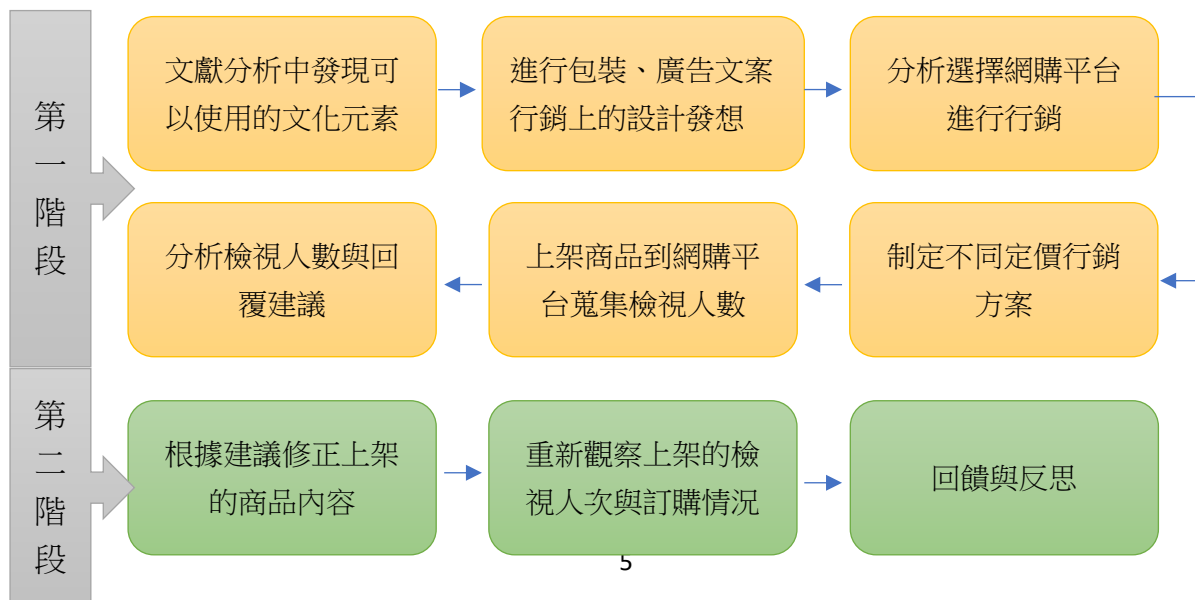 第一階段
文獻分析中發現可
以使用的文化元素
進行包裝、廣告文案
行銷上的設計發想
分析選擇網購平台
進行行銷
制定不同定價行銷
方案
上架商品到網購平
台蒐集檢視人數
分析檢視人數與回
覆建議
第二階段
根據建議修正上架
的商品內容
重新觀察上架的檢
視人次與訂購情況
回饋與反思
5